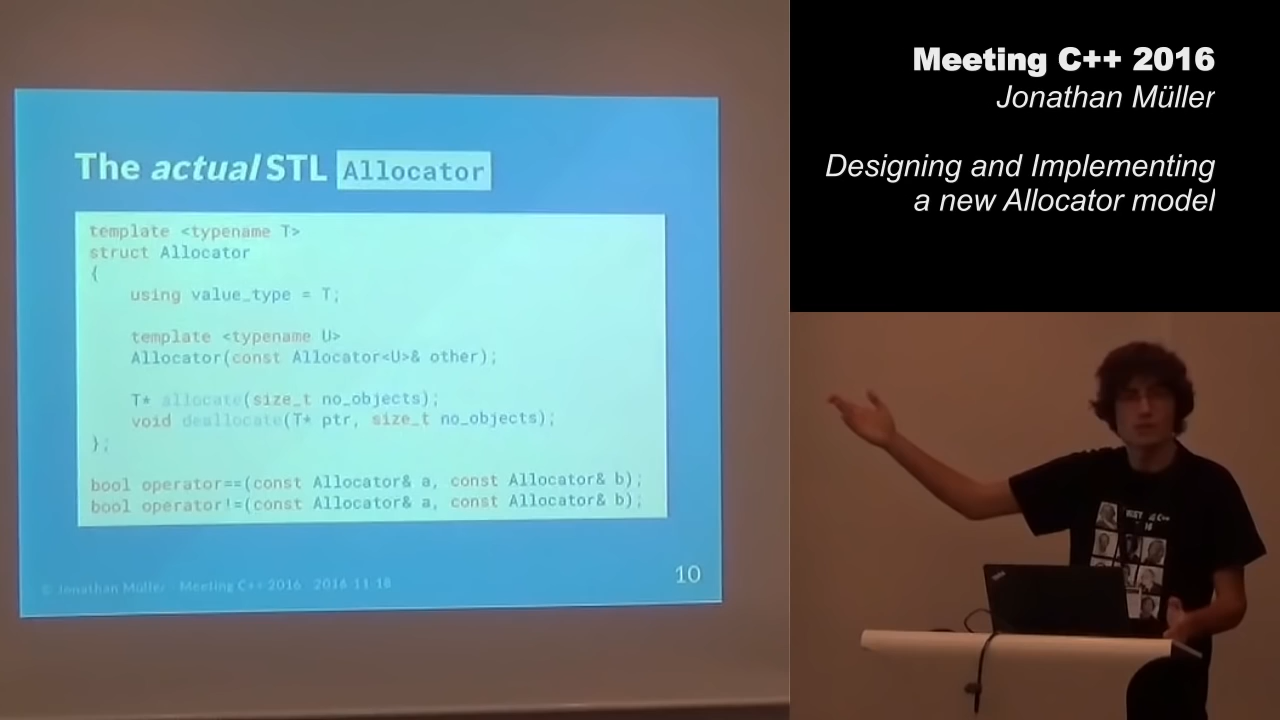 The actual STL Allocator
template <typename T>
struct Allocator
{
using value_type = T;
template <typename U>
Allocator(const Allocator<U>& other);
T* allocate(size_t no_objects);
void deallocate(T* ptr, size_t no_objects);
};
bool operator==(const Allocator& a, const Allocator& b);
bool operator!=(const Allocator& a, const Allocator& b);
© Jonathan Müller - Meeting C++ 2016 2016-11-18
10
Meeting C++ 2016
Jonathan Müller
Designing and Implementing
a new Allocator model